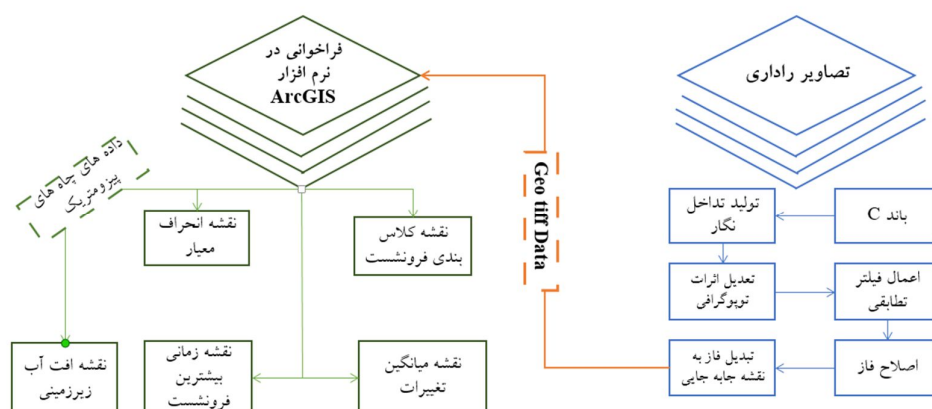 تصاویر راداری
باند C
تولید تداخل
نگار
تعدیل اثرات
توپوگرافی
اعمال فیلتر
تطابقی
اصلاح فاز
تبدیل فاز به
نقشه جابه جایی
Geo tiff Data
فراخوانی در
نرم افزار
ArcGIS
داده های چاه های
پیزومتریک
نقشه انحراف
معیار
نقشه کلاس
بندی فرونشست
نقشه میانگین
تغییرات
نقشه زمانی
بیشترین
فرونشست
نقشه افت آب
زیرزمینی